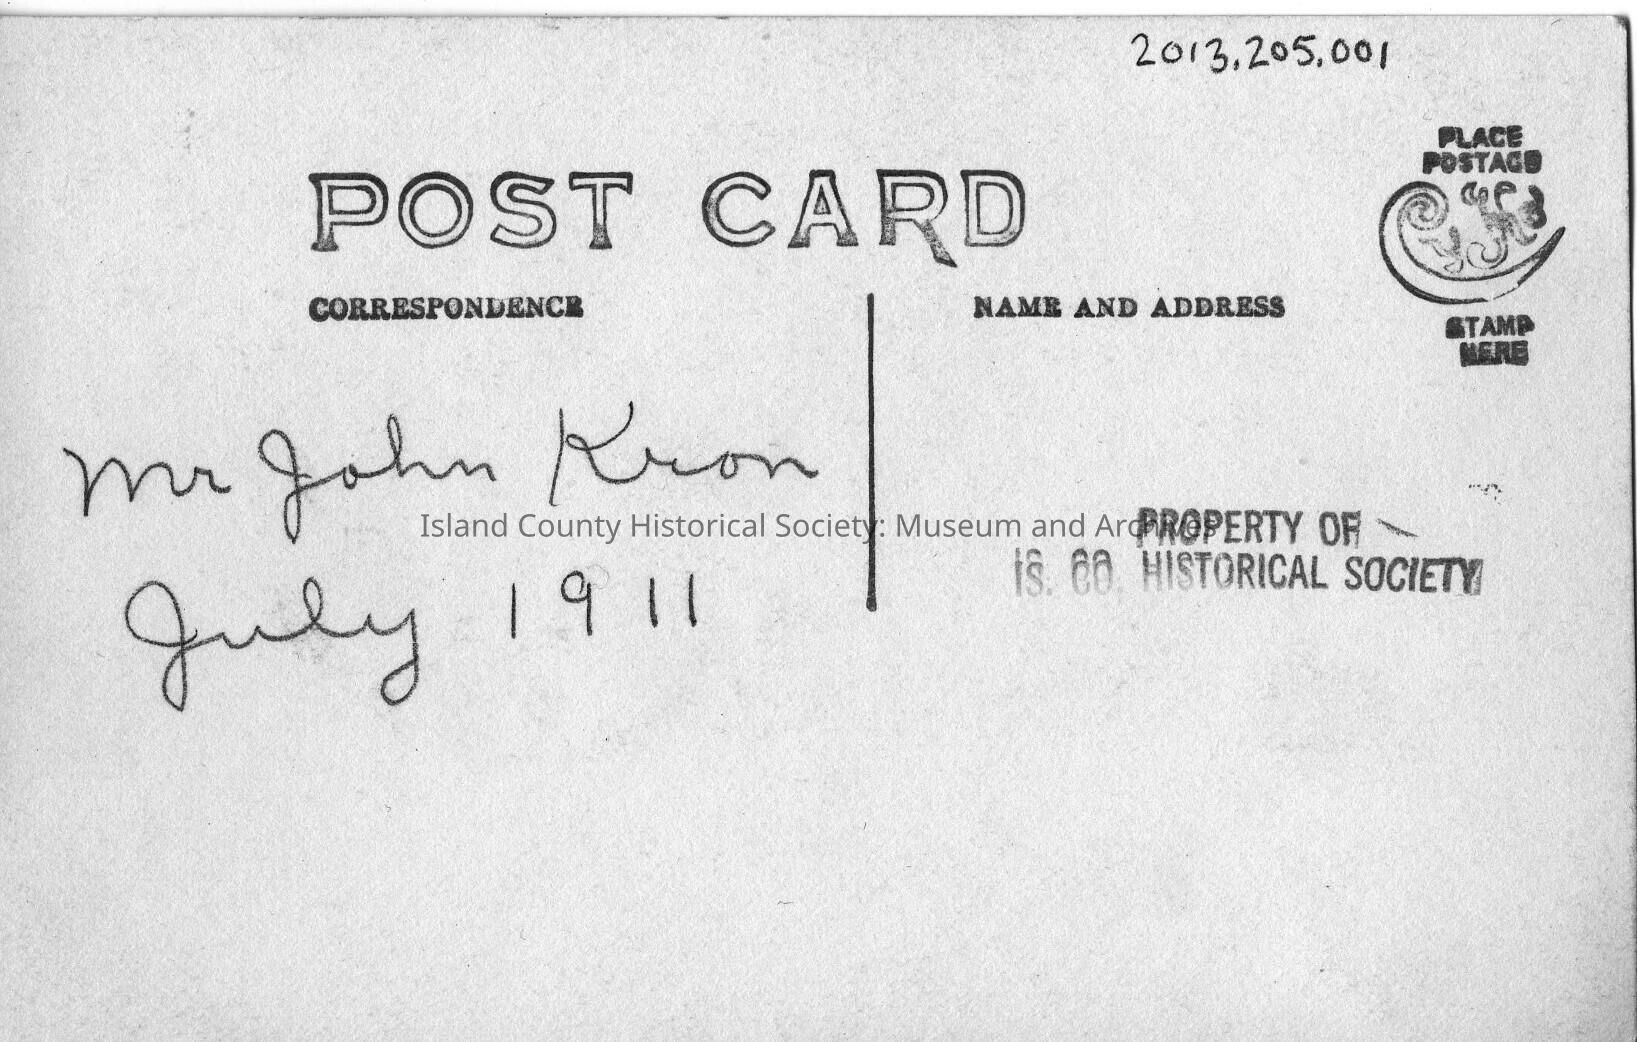 2013.205.001
PLACE
POSTAGE
STAMP
HERE
POST CARD
CORRESPONDENCE
NAME AND ADDRESS
Mr John Kron
July 1911
Island County Historical Society: Museum and Archives
PROPERTY OF
IS. CO. HISTORICAL SOCIETY